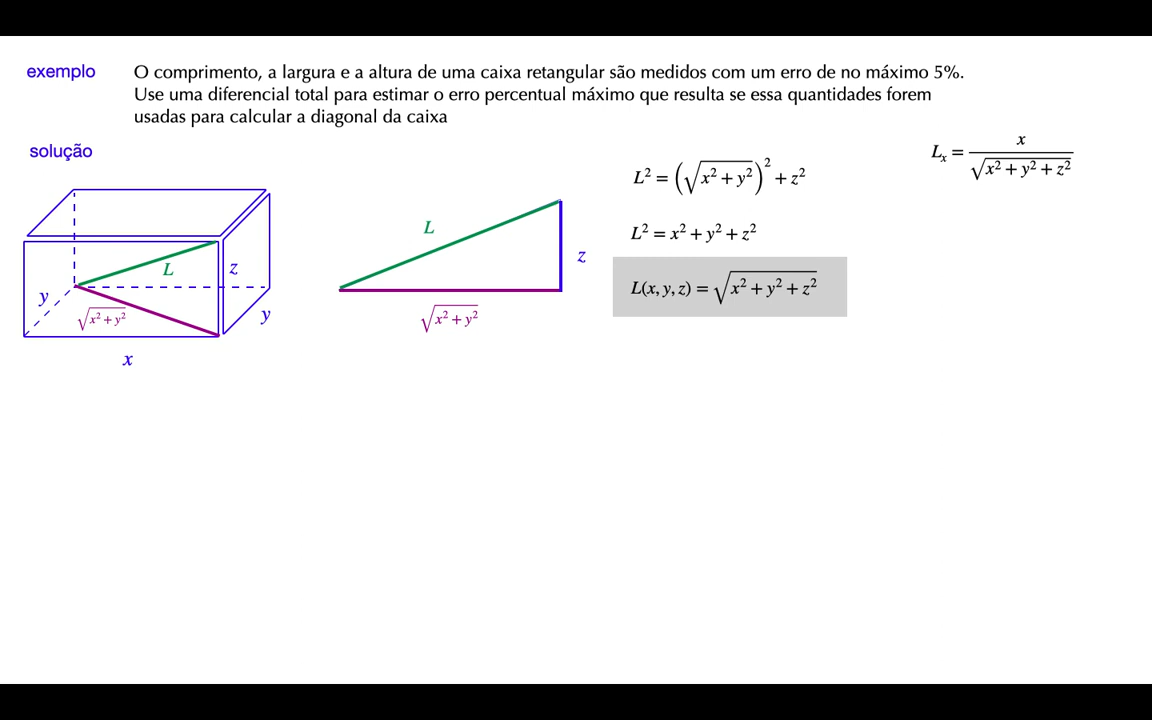 exemplo
O comprimento, a largura e a altura de uma caixa retangular são medidos com um erro de no máximo 5%.
Use uma diferencial total para estimar o erro percentual máximo que resulta se essa quantidades forem
usadas para calcular a diagonal da caixa
solução
L
z
y
√(x² + y²)
y
x
L
z
√(x² + y²)
L² = (√(x² + y²))² + z²
L² = x² + y² + z²
L(x, y, z) = √(x² + y² + z²)
Lₓ = x / √(x² + y² + z²)